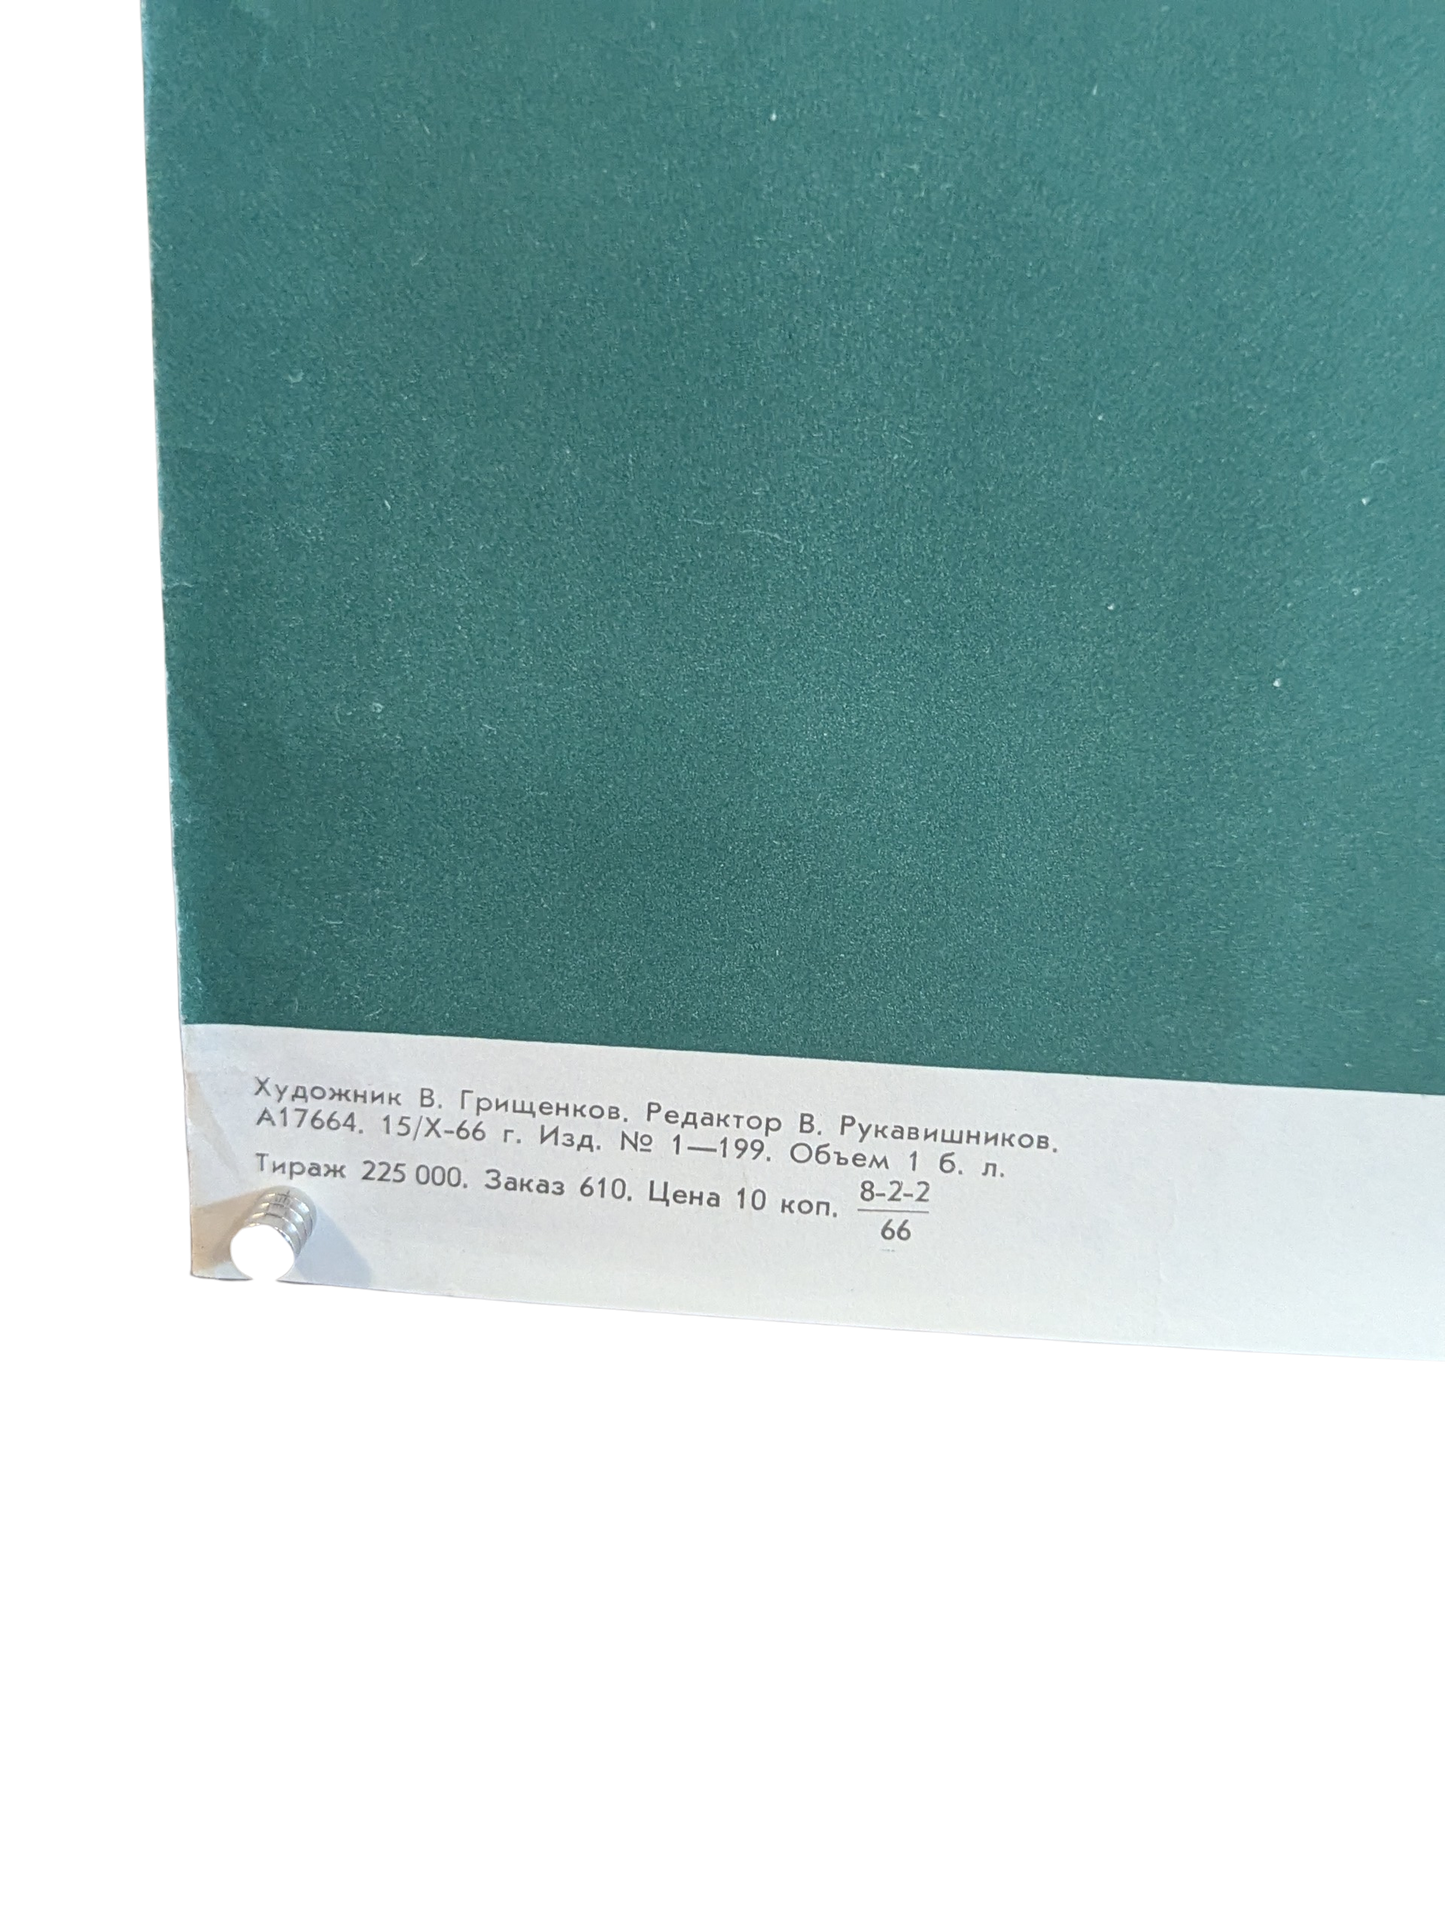 Художник В. Грищенков. Редактор В. Рукавишников.
А17664. 15/X-66 г. Изд. № 1—199. Объем 1 б. л.
Тираж 225 000. Заказ 610. Цена 10 коп. 8-2-2
66